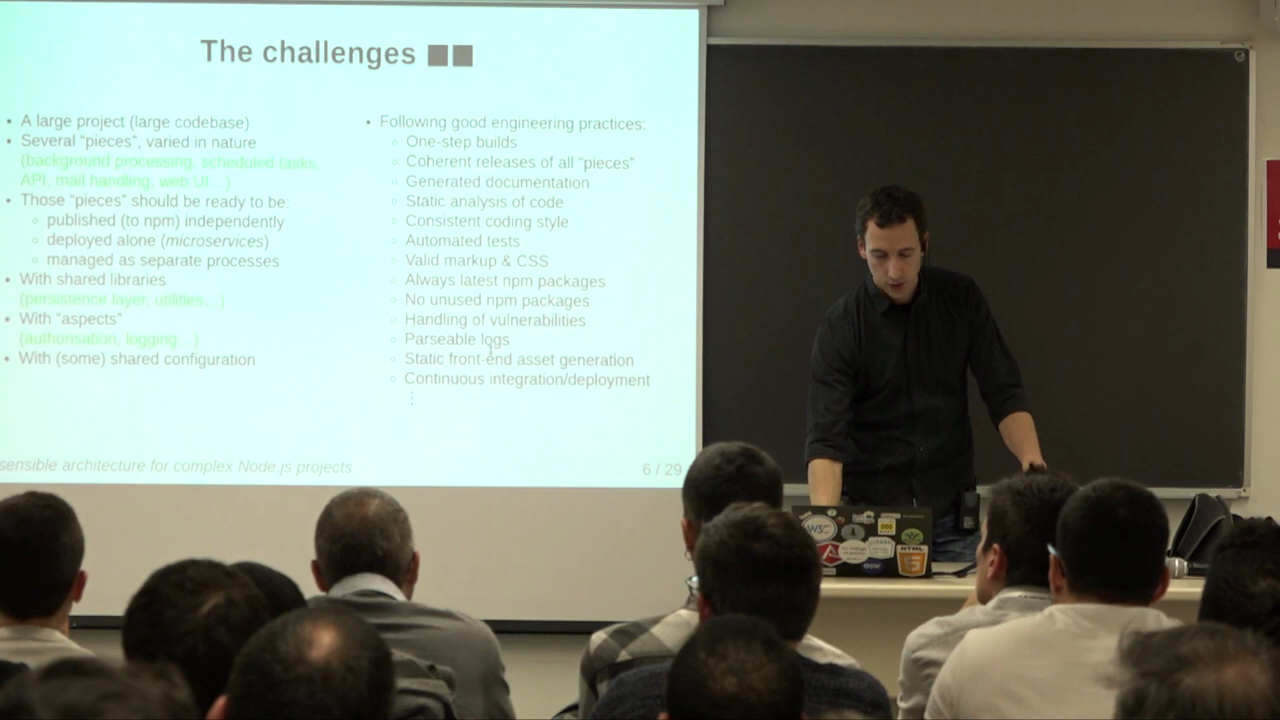 The challenges
A large project (large codebase)
Several “pieces”, varied in nature
(background processing, scheduled tasks,
API, mail handling, web UI…)
Those “pieces” should be ready to be:
published (to npm) independently
deployed alone (microservices)
managed as separate processes
With shared libraries
(persistence layer, utilities…)
With “aspects”
(authorisation, logging…)
With (some) shared configuration
Following good engineering practices:
One-step builds
Coherent releases of all “pieces”
Generated documentation
Static analysis of code
Consistent coding style
Automated tests
Valid markup & CSS
Always latest npm packages
No unused npm packages
Handling of vulnerabilities
Parseable logs
Static front-end asset generation
Continuous integration/deployment
⋮
sensible architecture for complex Node.js projects
6 / 29
W3C
HTML
5